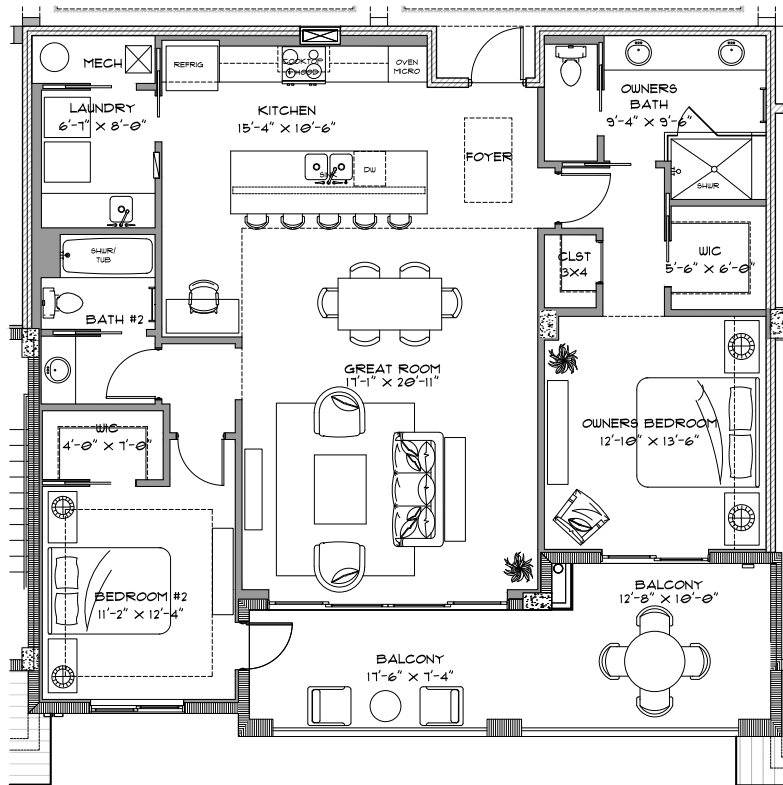 MECH
REFRIG
COOKTOP
HOOD
OVEN
MICRO
OWNERS
BATH
9'-4" X 9'-6"
LAUNDRY
6'-7" X 8'-0"
KITCHEN
15'-4" X 10'-6"
FOYER
SINK
DW
SHWR
SHWR/
TUB
CLST
3X4
WIC
5'-6" X 6'-0"
BATH #2
GREAT ROOM
17'-1" X 20'-11"
WIC
4'-0" X 7'-0"
OWNERS BEDROOM
12'-10" X 13'-6"
BEDROOM #2
11'-2" X 12'-4"
BALCONY
12'-8" X 10'-0"
BALCONY
17'-6" X 7'-4"